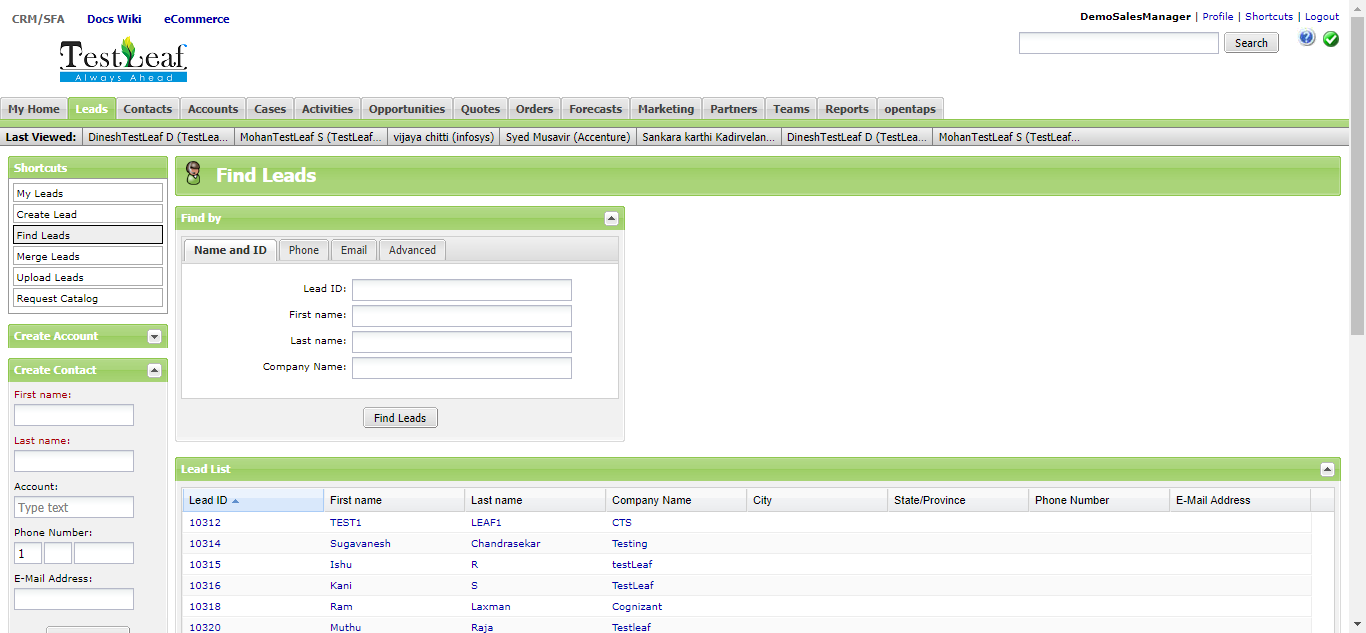 CRM/SFA Docs Wiki eCommerce
DemoSalesManager | Profile | Shortcuts | Logout
TestLeaf
Always Ahead
Search
My Home Leads Contacts Accounts Cases Activities Opportunities Quotes Orders Forecasts Marketing Partners Teams Reports opentaps
Last Viewed: DineshTestLeaf D (TestLea... MohanTestLeaf S (TestLeaf... vijaya chitti (infosys) Syed Musavir (Accenture) Sankara karthi Kadirvelan... DineshTestLeaf D (TestLea... MohanTestLeaf S (TestLeaf...
Shortcuts
My Leads
Create Lead
Find Leads
Merge Leads
Upload Leads
Request Catalog
Create Account
Create Contact
First name:
Last name:
Account:
Type text
Phone Number:
1
E-Mail Address:
Find Leads
Find by
Name and ID Phone Email Advanced
Lead ID:
First name:
Last name:
Company Name:
Find Leads
Lead List
Lead ID First name Last name Company Name City State/Province Phone Number E-Mail Address
10312 TEST1 LEAF1 CTS
10314 Sugavanesh Chandrasekar Testing
10315 Ishu R testLeaf
10316 Kani S TestLeaf
10318 Ram Laxman Cognizant
10320 Muthu Raja Testleaf